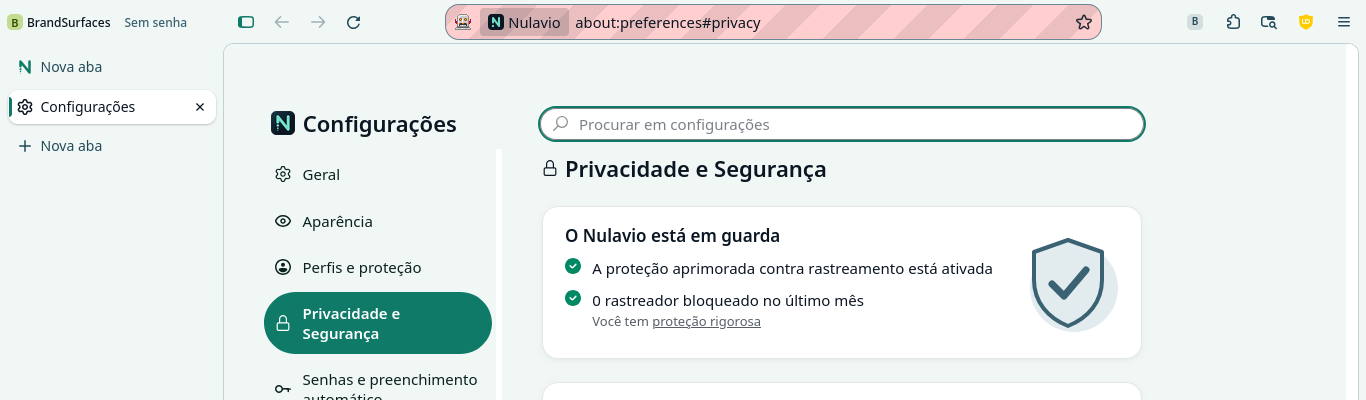 B BrandSurfaces Sem senha
Nulavio about:preferences#privacy
B
Nova aba
Configurações
Nova aba
Configurações
Procurar em configurações
Geral
Aparência
Perfis e proteção
Privacidade e
Segurança
Senhas e preenchimento
automático
Privacidade e Segurança
O Nulavio está em guarda
A proteção aprimorada contra rastreamento está ativada
0 rastreador bloqueado no último mês
Você tem proteção rigorosa